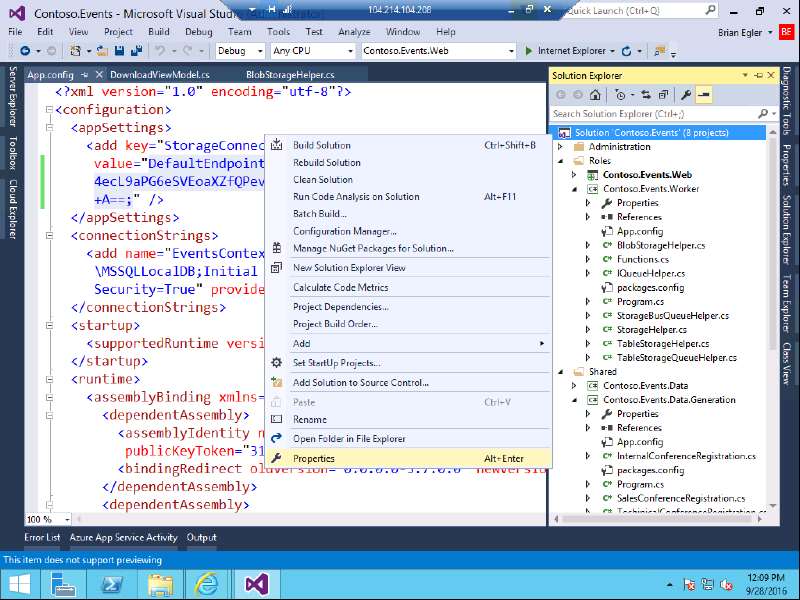 Contoso.Events - Microsoft Visual Stud
104.214.104.208
Quick Launch (Ctrl+Q)
File Edit View Project Build Debug Team Tools Test Analyze Window Help
Brian Egler
BE
Debug Any CPU Contoso.Events.Web Internet Explorer
Server Explorer
Toolbox
Cloud Explorer
App.config DownloadViewModel.cs BlobStorageHelper.cs
<?xml version="1.0" encoding="utf-8"?>
<configuration>
<appSettings>
<add key="StorageConnec
value="DefaultEndpoint
4ecL9aPG6eSVEoaXZfQPev
+A==;" />
</appSettings>
<connectionStrings>
<add name="EventsContex
\MSSQLLocalDB;Initial
Security=True" provide
</connectionStrings>
<startup>
<supportedRuntime versi
</startup>
<runtime>
<assemblyBinding xmlns=
<dependentAssembly>
<assemblyIdentity n
publicKeyToken="31
<bindingRedirect oldVersion="0.0.0.0-5.7.0.0" newVersion
</dependentAssembly>
<dependentAssembly>
100 %
Build Solution Ctrl+Shift+B
Rebuild Solution
Clean Solution
Run Code Analysis on Solution Alt+F11
Batch Build...
Configuration Manager...
Manage NuGet Packages for Solution...
New Solution Explorer View
Calculate Code Metrics
Project Dependencies...
Project Build Order...
Add
Set StartUp Projects...
Add Solution to Source Control...
Paste Ctrl+V
Rename
Open Folder in File Explorer
Properties Alt+Enter
Solution Explorer
Search Solution Explorer (Ctrl+;)
Solution 'Contoso.Events' (8 projects)
Administration
Roles
Contoso.Events.Web
Contoso.Events.Worker
Properties
References
App.config
BlobStorageHelper.cs
Functions.cs
IQueueHelper.cs
packages.config
Program.cs
StorageBusQueueHelper.cs
StorageHelper.cs
TableStorageHelper.cs
TableStorageQueueHelper.cs
Shared
Contoso.Events.Data
Contoso.Events.Data.Generation
Properties
References
App.config
InternalConferenceRegistration.cs
packages.config
Program.cs
SalesConferenceRegistration.cs
TechnicalConferenceRegistration.cs
Diagnostic Tools
Properties
Solution Explorer
Team Explorer
Class View
Error List Azure App Service Activity Output
This item does not support previewing
12:09 PM
9/28/2016